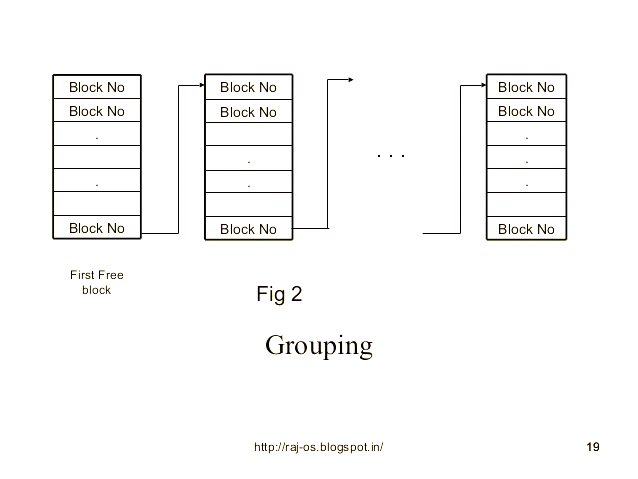 Block No
Block No
.
.
Block No
First Free
block
Block No
Block No
.
.
Block No
. . .
Block No
Block No
.
.
.
Block No
Fig 2
Grouping
http://raj-os.blogspot.in/
19